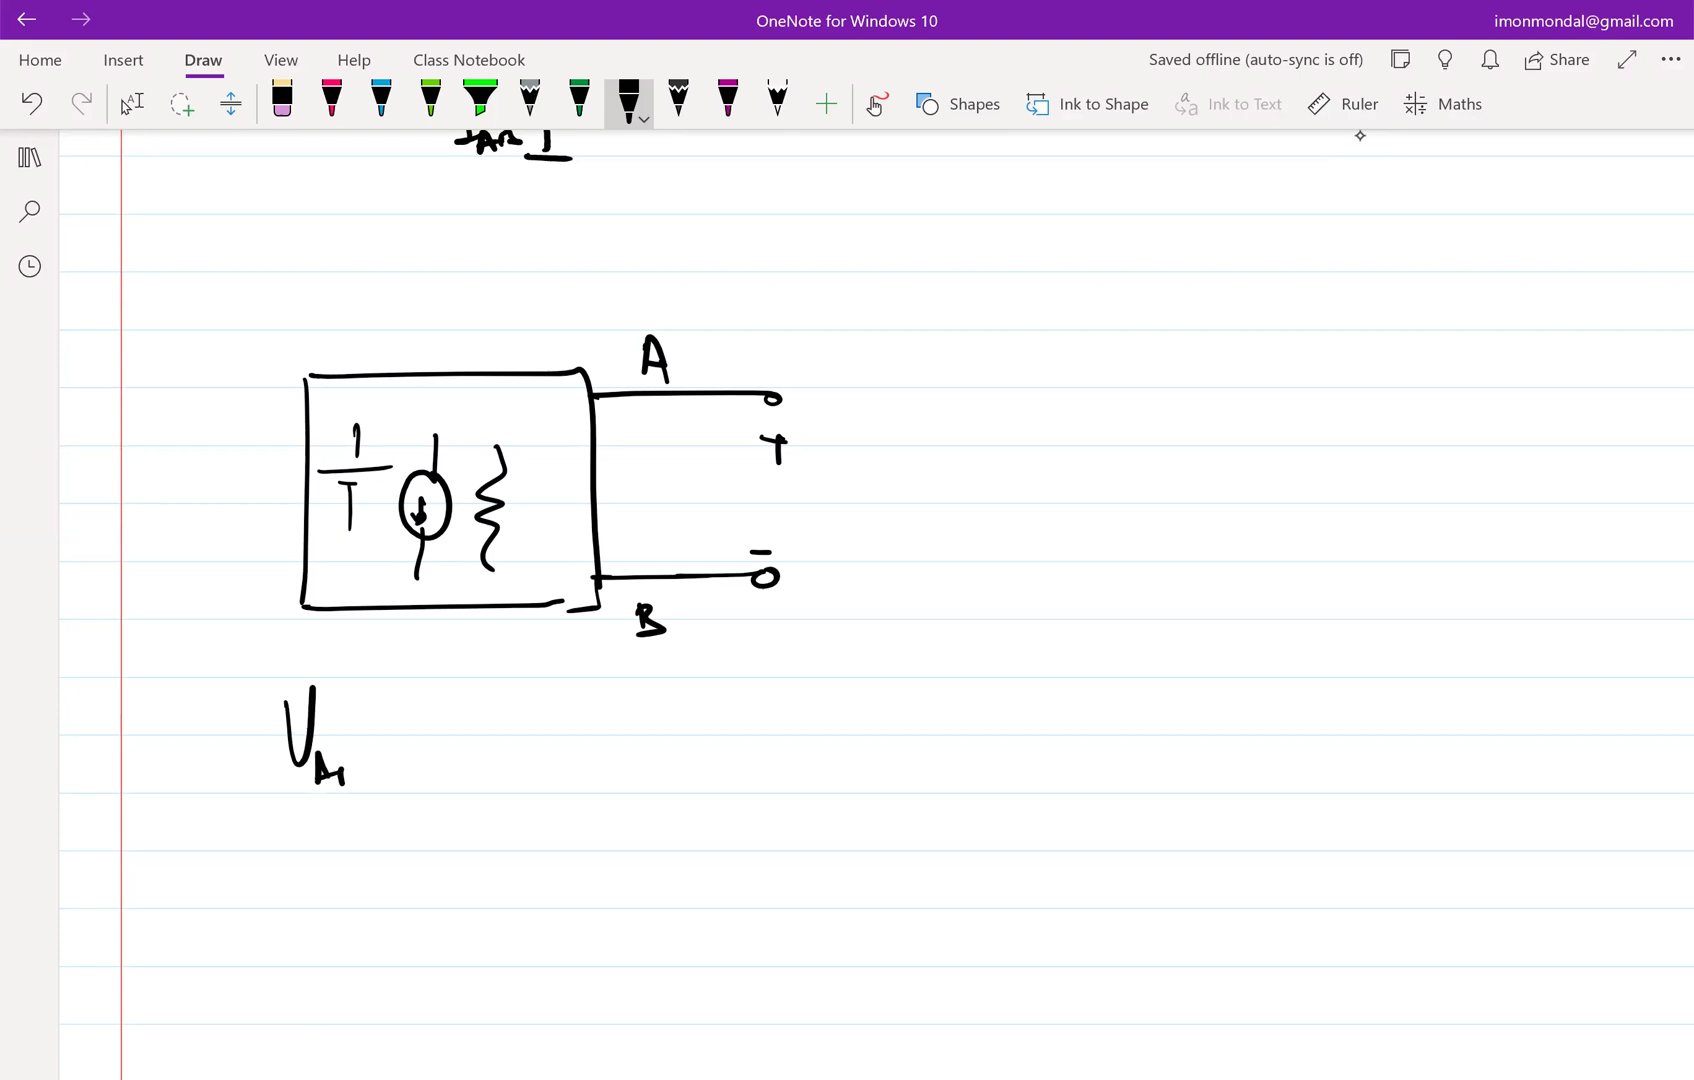 OneNote for Windows 10
imonmondal@gmail.com
Home Insert Draw View Help Class Notebook
Saved offline (auto-sync is off) Share
Shapes Ink to Shape Ink to Text Ruler Maths
A
+
−
B
V